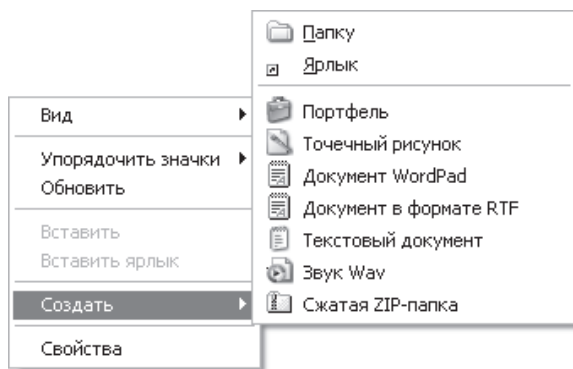 Вид
Упорядочить значки
Обновить
Вставить
Вставить ярлык
Создать
Свойства
Папку
Ярлык
Портфель
Точечный рисунок
Документ WordPad
Документ в формате RTF
Текстовый документ
Звук Wav
Сжатая ZIP-папка